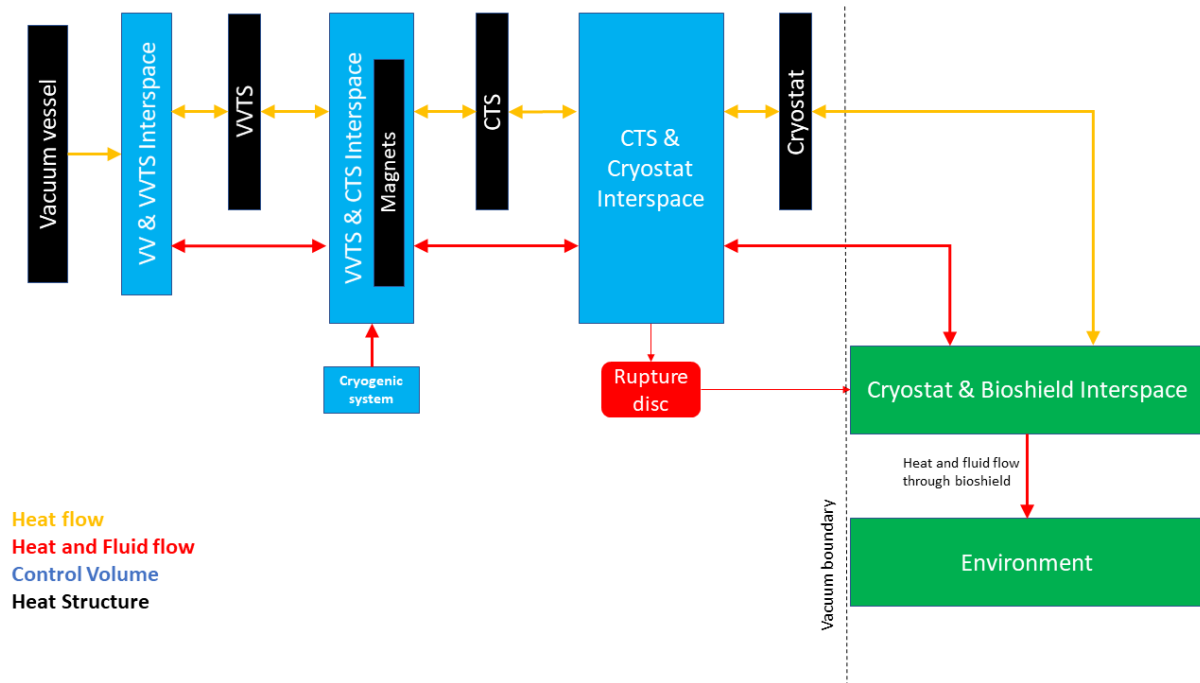 Vacuum vessel
VV & VVTS Interspace
VVTS
VVTS & CTS Interspace
Magnets
CTS
CTS &
Cryostat
Interspace
Cryostat
Cryogenic
system
Rupture
disc
Cryostat & Bioshield Interspace
Heat and fluid flow
through bioshield
Vacuum boundary
Environment
Heat flow
Heat and Fluid flow
Control Volume
Heat Structure